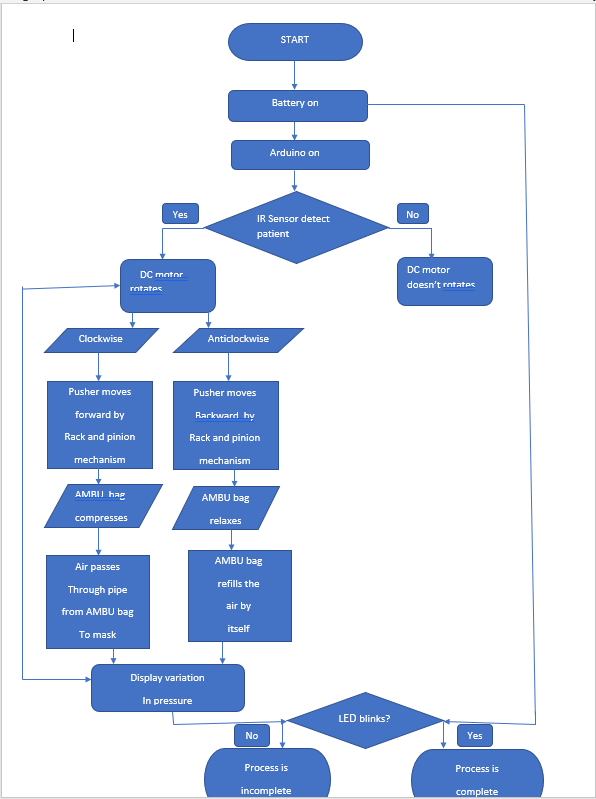 START
Battery on
Arduino on
Yes
No
IR Sensor detect
patient
DC motor
rotates
DC motor
doesn't rotates
Clockwise
Anticlockwise
Pusher moves
forward by
Rack and pinion
mechanism
Pusher moves
Backward by
Rack and pinion
mechanism
AMBU bag
compresses
AMBU bag
relaxes
Air passes
Through pipe
from AMBU bag
To mask
AMBU bag
refills the
air by
itself
Display variation
In pressure
LED blinks?
No
Yes
Process is
incomplete
Process is
complete